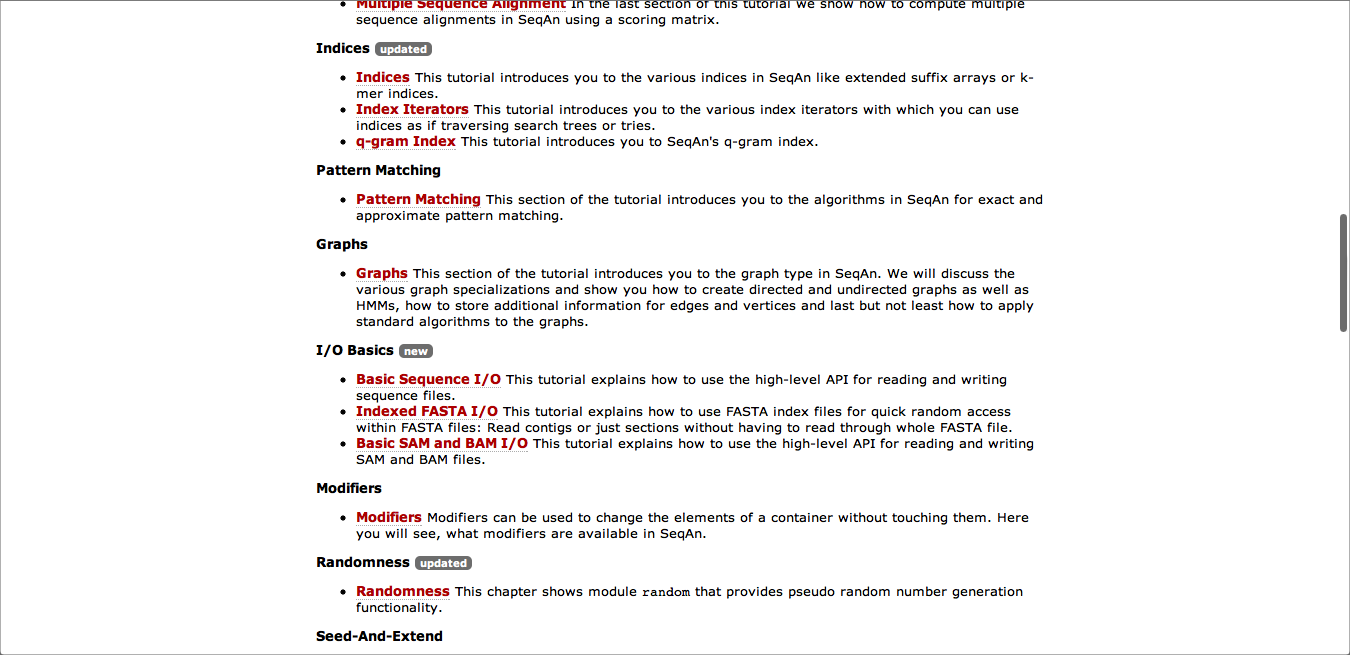 Multiple Sequence Alignment In the last section of this tutorial we show how to compute multiple
sequence alignments in SeqAn using a scoring matrix.
Indices updated
Indices This tutorial introduces you to the various indices in SeqAn like extended suffix arrays or k-
mer indices.
Index Iterators This tutorial introduces you to the various index iterators with which you can use
indices as if traversing search trees or tries.
q-gram Index This tutorial introduces you to SeqAn's q-gram index.
Pattern Matching
Pattern Matching This section of the tutorial introduces you to the algorithms in SeqAn for exact and
approximate pattern matching.
Graphs
Graphs This section of the tutorial introduces you to the graph type in SeqAn. We will discuss the
various graph specializations and show you how to create directed and undirected graphs as well as
HMMs, how to store additional information for edges and vertices and last but not least how to apply
standard algorithms to the graphs.
I/O Basics new
Basic Sequence I/O This tutorial explains how to use the high-level API for reading and writing
sequence files.
Indexed FASTA I/O This tutorial explains how to use FASTA index files for quick random access
within FASTA files: Read contigs or just sections without having to read through whole FASTA file.
Basic SAM and BAM I/O This tutorial explains how to use the high-level API for reading and writing
SAM and BAM files.
Modifiers
Modifiers Modifiers can be used to change the elements of a container without touching them. Here
you will see, what modifiers are available in SeqAn.
Randomness updated
Randomness This chapter shows module random that provides pseudo random number generation
functionality.
Seed-And-Extend